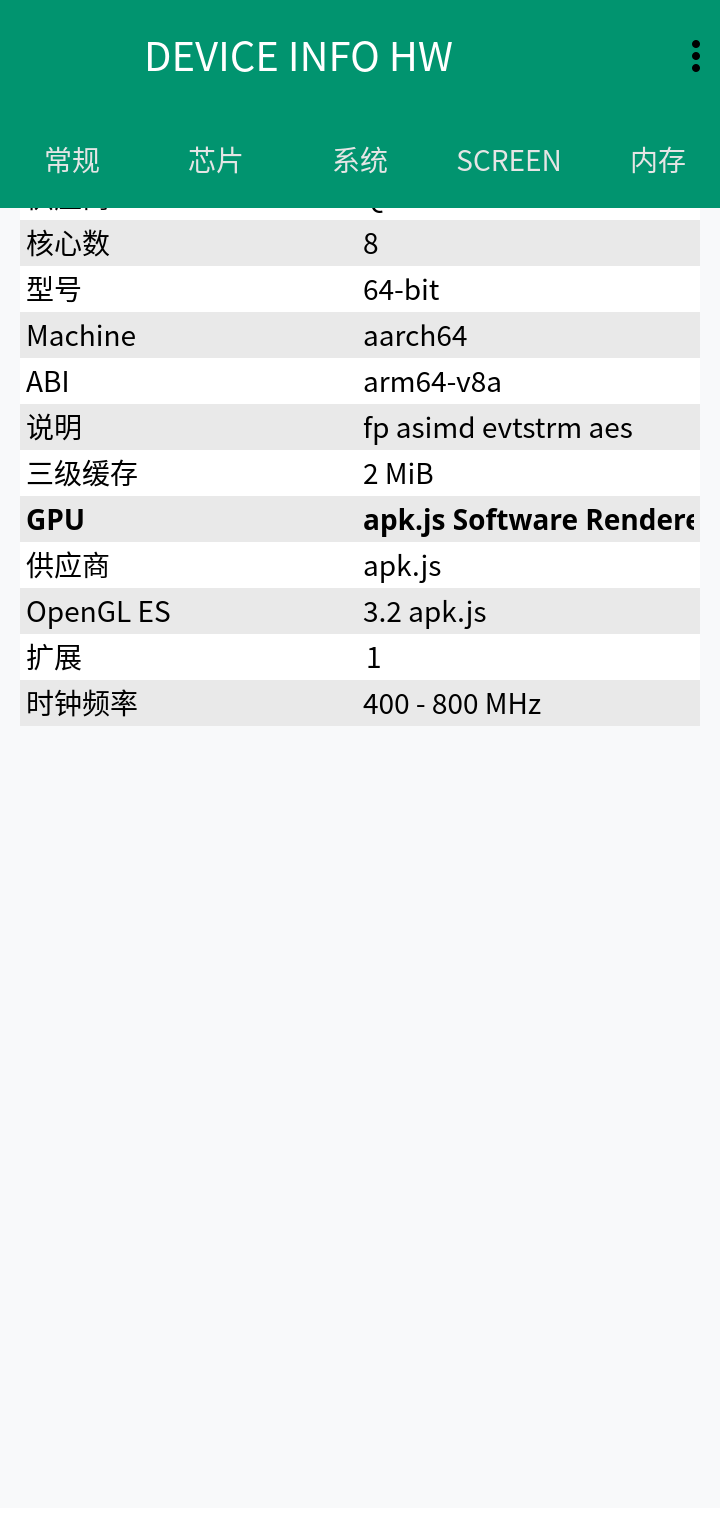 DEVICE INFO HW
常规 芯片 系统 SCREEN 内存
核心数 8
型号 64-bit
Machine aarch64
ABI arm64-v8a
说明 fp asimd evtstrm aes
三级缓存 2 MiB
GPU apk.js Software Rendere
供应商 apk.js
OpenGL ES 3.2 apk.js
扩展 1
时钟频率 400 - 800 MHz